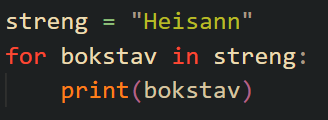 streng = "Heisann"
for bokstav in streng:
    print(bokstav)